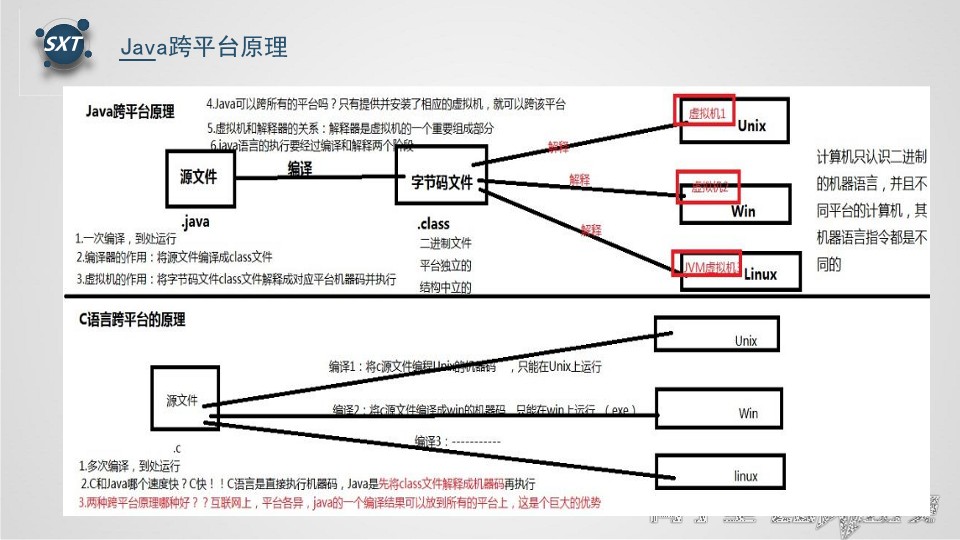 SXT
Java跨平台原理
Java跨平台原理
4.Java可以跨所有的平台吗？只有提供并安装了相应的虚拟机，就可以跨该平台
5.虚拟机和解释器的关系：解释器是虚拟机的一个重要组成部分
6.java语言的执行要经过编译和解释两个阶段
虚拟机1
Unix
解释
源文件
编译
字节码文件
解释
虚拟机2
Win
.java
.class
解释
JVM虚拟机3
Linux
计算机只认识二进制
的机器语言，并且不
同平台的计算机，其
机器语言指令都是不
同的
1.一次编译，到处运行
2.编译器的作用：将源文件编译成class文件
3.虚拟机的作用：将字节码文件class文件解释成对应平台机器码并执行
二进制文件
平台独立的
结构中立的
C语言跨平台的原理
Unix
编译1：将c源文件编程Unix的机器码 ，只能在Unix上运行
源文件
编译2：将c源文件编译成win的机器码 只能在win上运行 （.exe）
Win
编译3：-----------
.c
linux
1.多次编译，到处运行
2.C和Java哪个速度快？C快！！C语言是直接执行机器码，Java是先将class文件解释成机器码再执行
3.两种跨平台原理哪种好？？互联网上，平台各异，java的一个编译结果可以放到所有的平台上，这是个巨大的优势